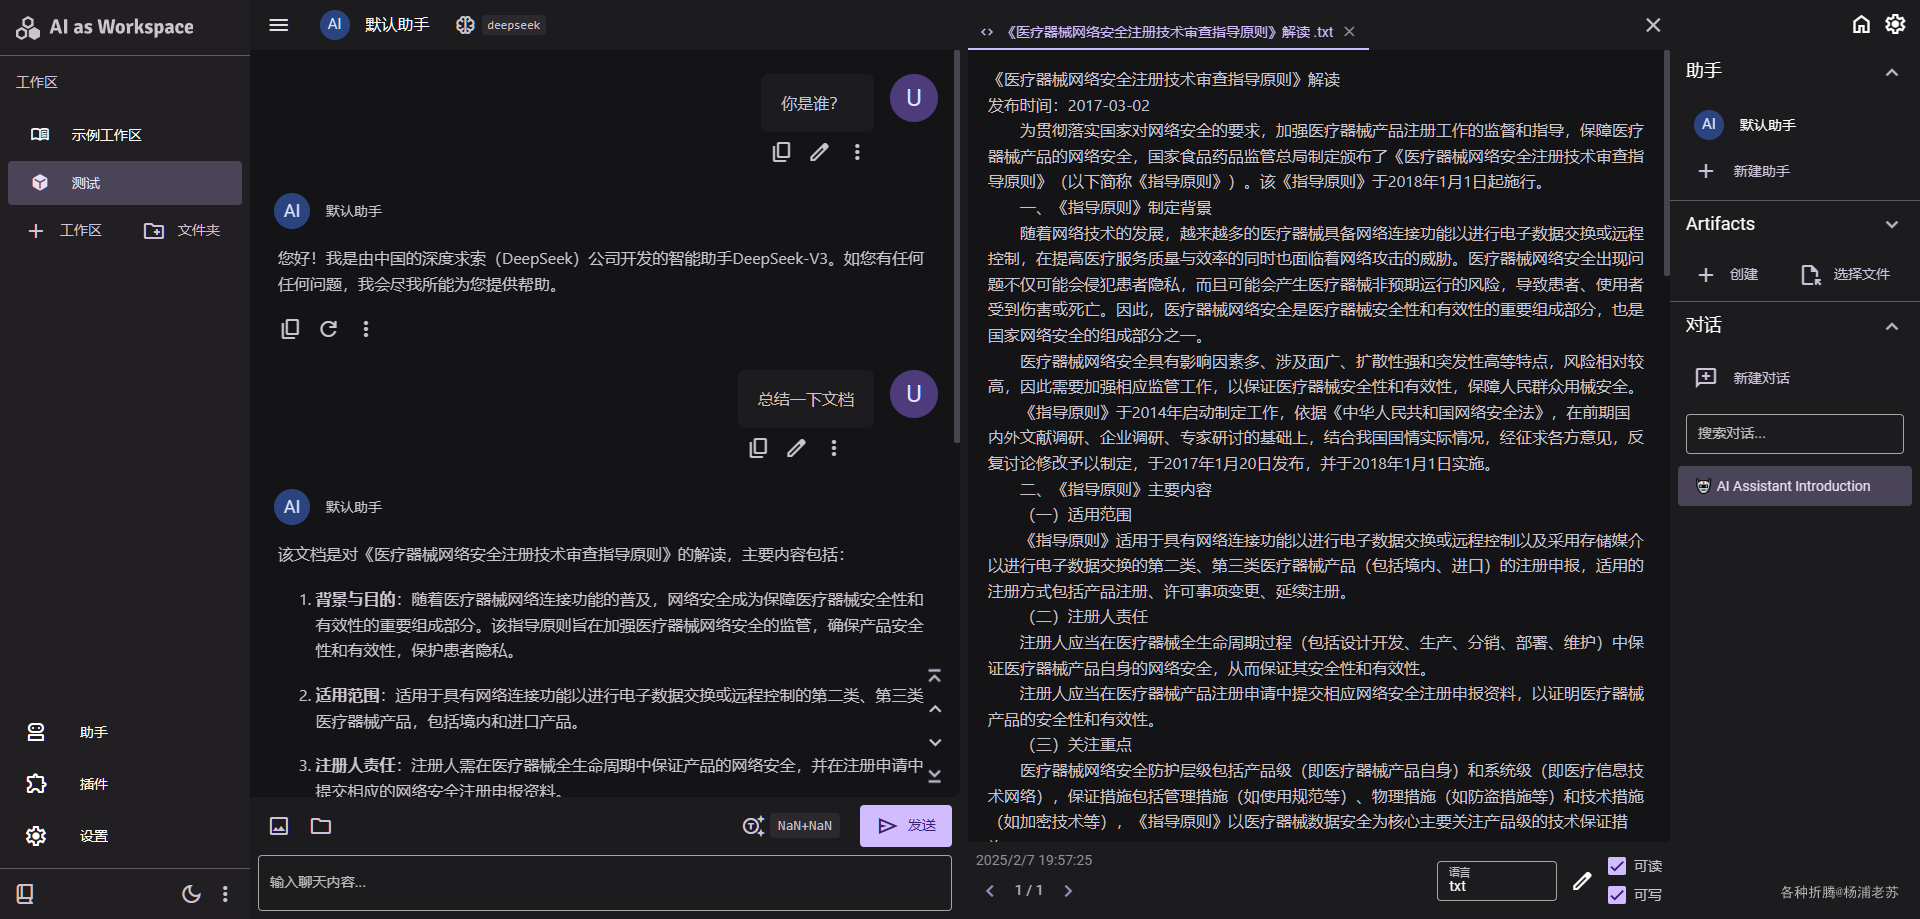 AI as Workspace
工作区
示例工作区
测试
工作区
文件夹
助手
插件
设置
AI
默认助手
deepseek
你是谁？
U
AI
默认助手
您好！我是由中国的深度求索（DeepSeek）公司开发的智能助手DeepSeek-V3。如您有任何
任何问题，我会尽我所能为您提供帮助。
总结一下文档
U
AI
默认助手
该文档是对《医疗器械网络安全注册技术审查指导原则》的解读，主要内容包括：
1. 背景与目的：随着医疗器械网络连接功能的普及，网络安全成为保障医疗器械安全性和
有效性的重要组成部分。该指导原则旨在加强医疗器械网络安全的监管，确保产品安全
性和有效性，保护患者隐私。
2. 适用范围：适用于具有网络连接功能以进行电子数据交换或远程控制的第二类、第三类
医疗器械产品，包括境内和进口产品。
3. 注册人责任：注册人需在医疗器械全生命周期中保证产品的网络安全，并在注册申请中
提交相应的网络安全注册申报资料。
NaN+NaN
发送
输入聊天内容...
《医疗器械网络安全注册技术审查指导原则》解读 .txt
《医疗器械网络安全注册技术审查指导原则》解读
发布时间：2017-03-02
为贯彻落实国家对网络安全的要求，加强医疗器械产品注册工作的监督和指导，保障医疗
器械产品的网络安全，国家食品药品监管总局制定颁布了《医疗器械网络安全注册技术审查指
导原则》（以下简称《指导原则》）。该《指导原则》于2018年1月1日起施行。
一、《指导原则》制定背景
随着网络技术的发展，越来越多的医疗器械具备网络连接功能以进行电子数据交换或远程
控制，在提高医疗服务质量与效率的同时也面临着网络攻击的威胁。医疗器械网络安全出现问
题不仅可能会侵犯患者隐私，而且可能会产生医疗器械非预期运行的风险，导致患者、使用者
受到伤害或死亡。因此，医疗器械网络安全是医疗器械安全性和有效性的重要组成部分，也是
国家网络安全的组成部分之一。
医疗器械网络安全具有影响因素多、涉及面广、扩散性强和突发性高等特点，风险相对较
高，因此需要加强相应监管工作，以保证医疗器械安全性和有效性，保障人民群众用械安全。
《指导原则》于2014年启动制定工作，依据《中华人民共和国网络安全法》，在前期国
内外文献调研、企业调研、专家研讨的基础上，结合我国国情实际情况，经征求各方意见，反
复讨论修改予以制定，于2017年1月20日发布，并于2018年1月1日实施。
二、《指导原则》主要内容
（一）适用范围
《指导原则》适用于具有网络连接功能以进行电子数据交换或远程控制以及采用存储媒介
以进行电子数据交换的第二类、第三类医疗器械产品（包括境内、进口）的注册申报，适用的
注册方式包括产品注册、许可事项变更、延续注册。
（二）注册人责任
注册人应当在医疗器械全生命周期过程（包括设计开发、生产、分销、部署、维护）中保
证医疗器械产品自身的网络安全，从而保证其安全性和有效性。
注册人应当在医疗器械产品注册申请中提交相应网络安全注册申报资料，以证明医疗器械
产品的安全性和有效性。
（三）关注重点
医疗器械网络安全防护层级包括产品级（即医疗器械产品自身）和系统级（即医疗信息技
术网络），保证措施包括管理措施（如使用规范等）、物理措施（如防盗措施等）和技术措施
（如加密技术等），《指导原则》以医疗器械数据安全为核心主要关注产品级的技术保证措
2025/2/7 19:57:25
1 / 1
语言
txt
可读
可写
助手
AI
默认助手
新建助手
Artifacts
创建
选择文件
对话
新建对话
搜索对话...
AI Assistant Introduction
各种折腾@杨浦老苏